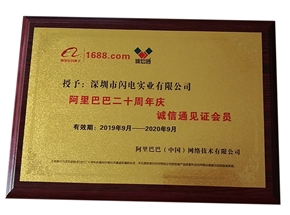 1688.com
授予：深圳市闪电实业有限公司
阿里巴巴二十周年庆
诚信通见证会员
有效期：2019年9月—2020年9月
阿里巴巴（中国）网络技术有限公司